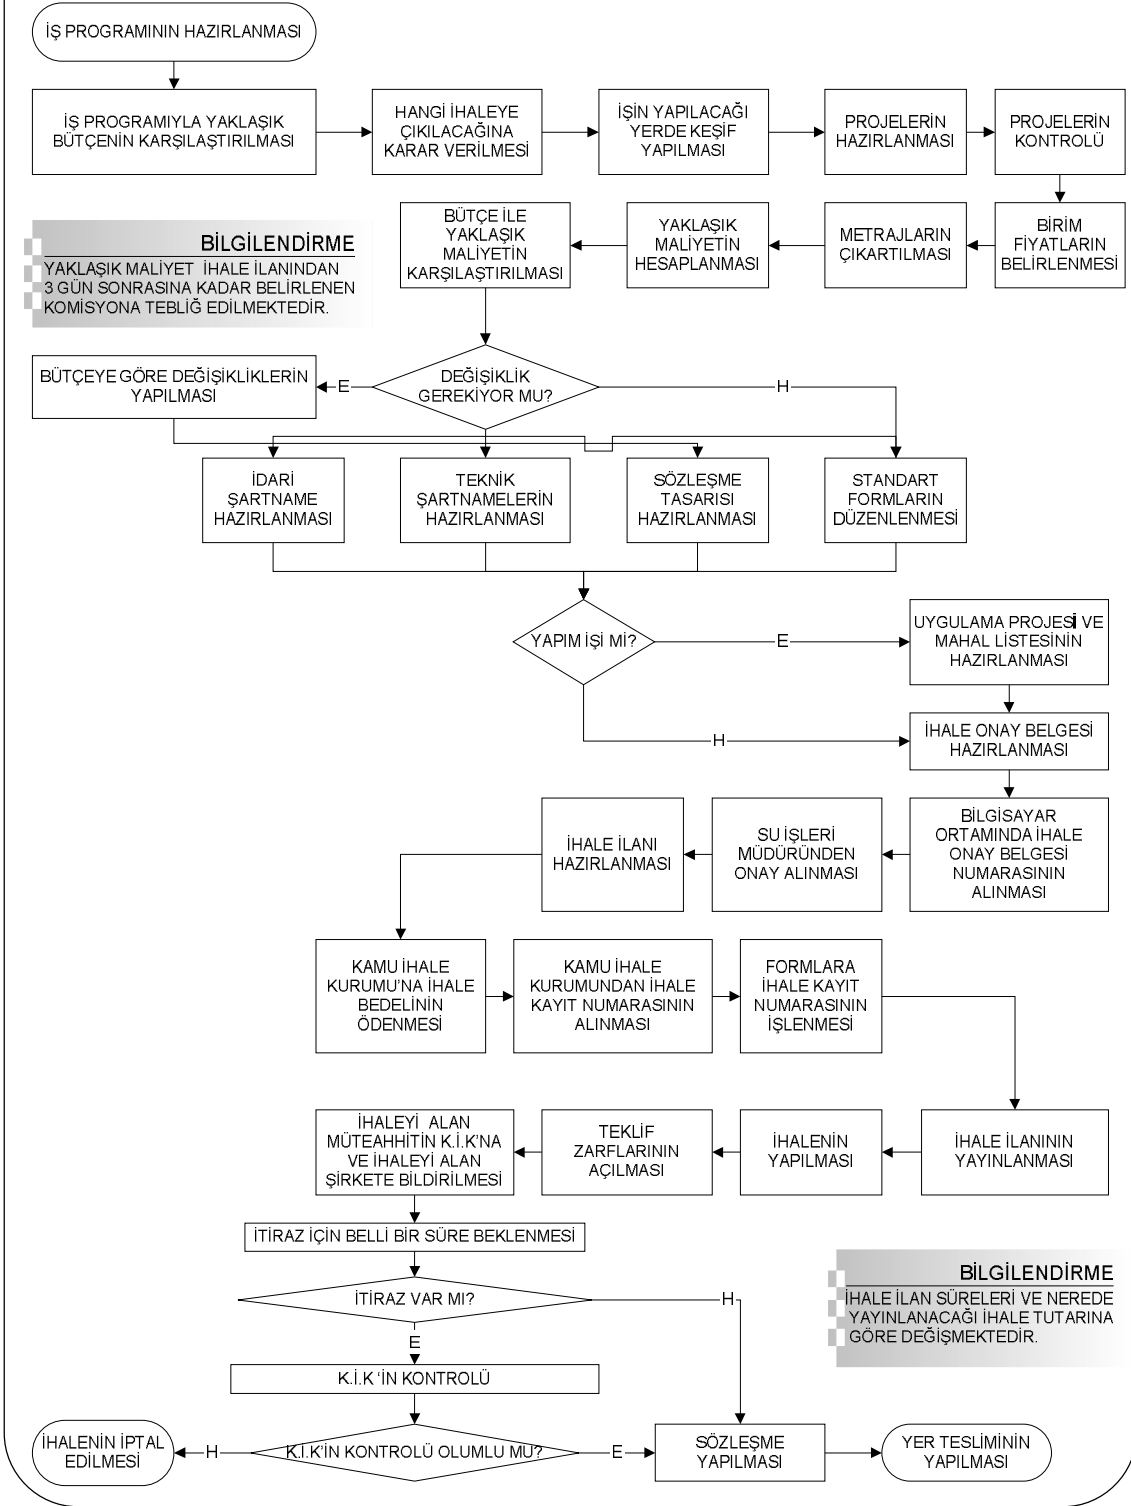 İŞ PROGRAMININ HAZIRLANMASI
İŞ PROGRAMIYLA YAKLAŞIK
BÜTÇENİN KARŞILAŞTIRILMASI
HANGİ İHALEYE
ÇIKILACAĞINA
KARAR VERİLMESİ
İŞİN YAPILACAĞI
YERDE KEŞİF
YAPILMASI
PROJELERİN
HAZIRLANMASI
PROJELERİN
KONTROLÜ
BİRİM
FİYATLARIN
BELİRLENMESİ
METRAJLARIN
ÇIKARTILMASI
YAKLAŞIK
MALİYETİN
HESAPLANMASI
BÜTÇE İLE
YAKLAŞIK
MALİYETİN
KARŞILAŞTIRILMASI
BİLGİLENDİRME
YAKLAŞIK MALİYET İHALE İLANINDAN
3 GÜN SONRASINA KADAR BELİRLENEN
KOMİSYONA TEBLİĞ EDİLMEKTEDİR.
DEĞİŞİKLİK
GEREKİYOR MU?
E
H
BÜTÇEYE GÖRE DEĞİŞİKLİKLERİN
YAPILMASI
İDARİ
ŞARTNAME
HAZIRLANMASI
TEKNİK
ŞARTNAMELERİN
HAZIRLANMASI
SÖZLEŞME
TASARISI
HAZIRLANMASI
STANDART
FORMLARIN
DÜZENLENMESİ
YAPIM İŞİ Mİ?
E
UYGULAMA PROJESİ VE
MAHAL LİSTESİNİN
HAZIRLANMASI
H
İHALE ONAY BELGESİ
HAZIRLANMASI
BİLGİSAYAR
ORTAMINDA İHALE
ONAY BELGESİ
NUMARASININ
ALINMASI
SU İŞLERİ
MÜDÜRÜNDEN
ONAY ALINMASI
İHALE İLANI
HAZIRLANMASI
KAMU İHALE
KURUMU'NA İHALE
BEDELİNİN
ÖDENMESİ
KAMU İHALE
KURUMUNDAN İHALE
KAYIT NUMARASININ
ALINMASI
FORMLARA
İHALE KAYIT
NUMARASININ
İŞLENMESİ
İHALE İLANININ
YAYINLANMASI
İHALENİN
YAPILMASI
TEKLİF
ZARFLARININ
AÇILMASI
İHALEYİ ALAN
MÜTEAHHİTİN K.İ.K'NA
VE İHALEYİ ALAN
ŞİRKETE BİLDİRİLMESİ
İTİRAZ İÇİN BELLİ BİR SÜRE BEKLENMESİ
İTİRAZ VAR MI?
H
E
BİLGİLENDİRME
İHALE İLAN SÜRELERİ VE NEREDE
YAYINLANACAĞI İHALE TUTARINA
GÖRE DEĞİŞMEKTEDİR.
K.İ.K 'İN KONTROLÜ
K.İ.K'İN KONTROLÜ OLUMLU MU?
H
E
İHALENİN İPTAL
EDİLMESİ
SÖZLEŞME
YAPILMASI
YER TESLİMİNİN
YAPILMASI